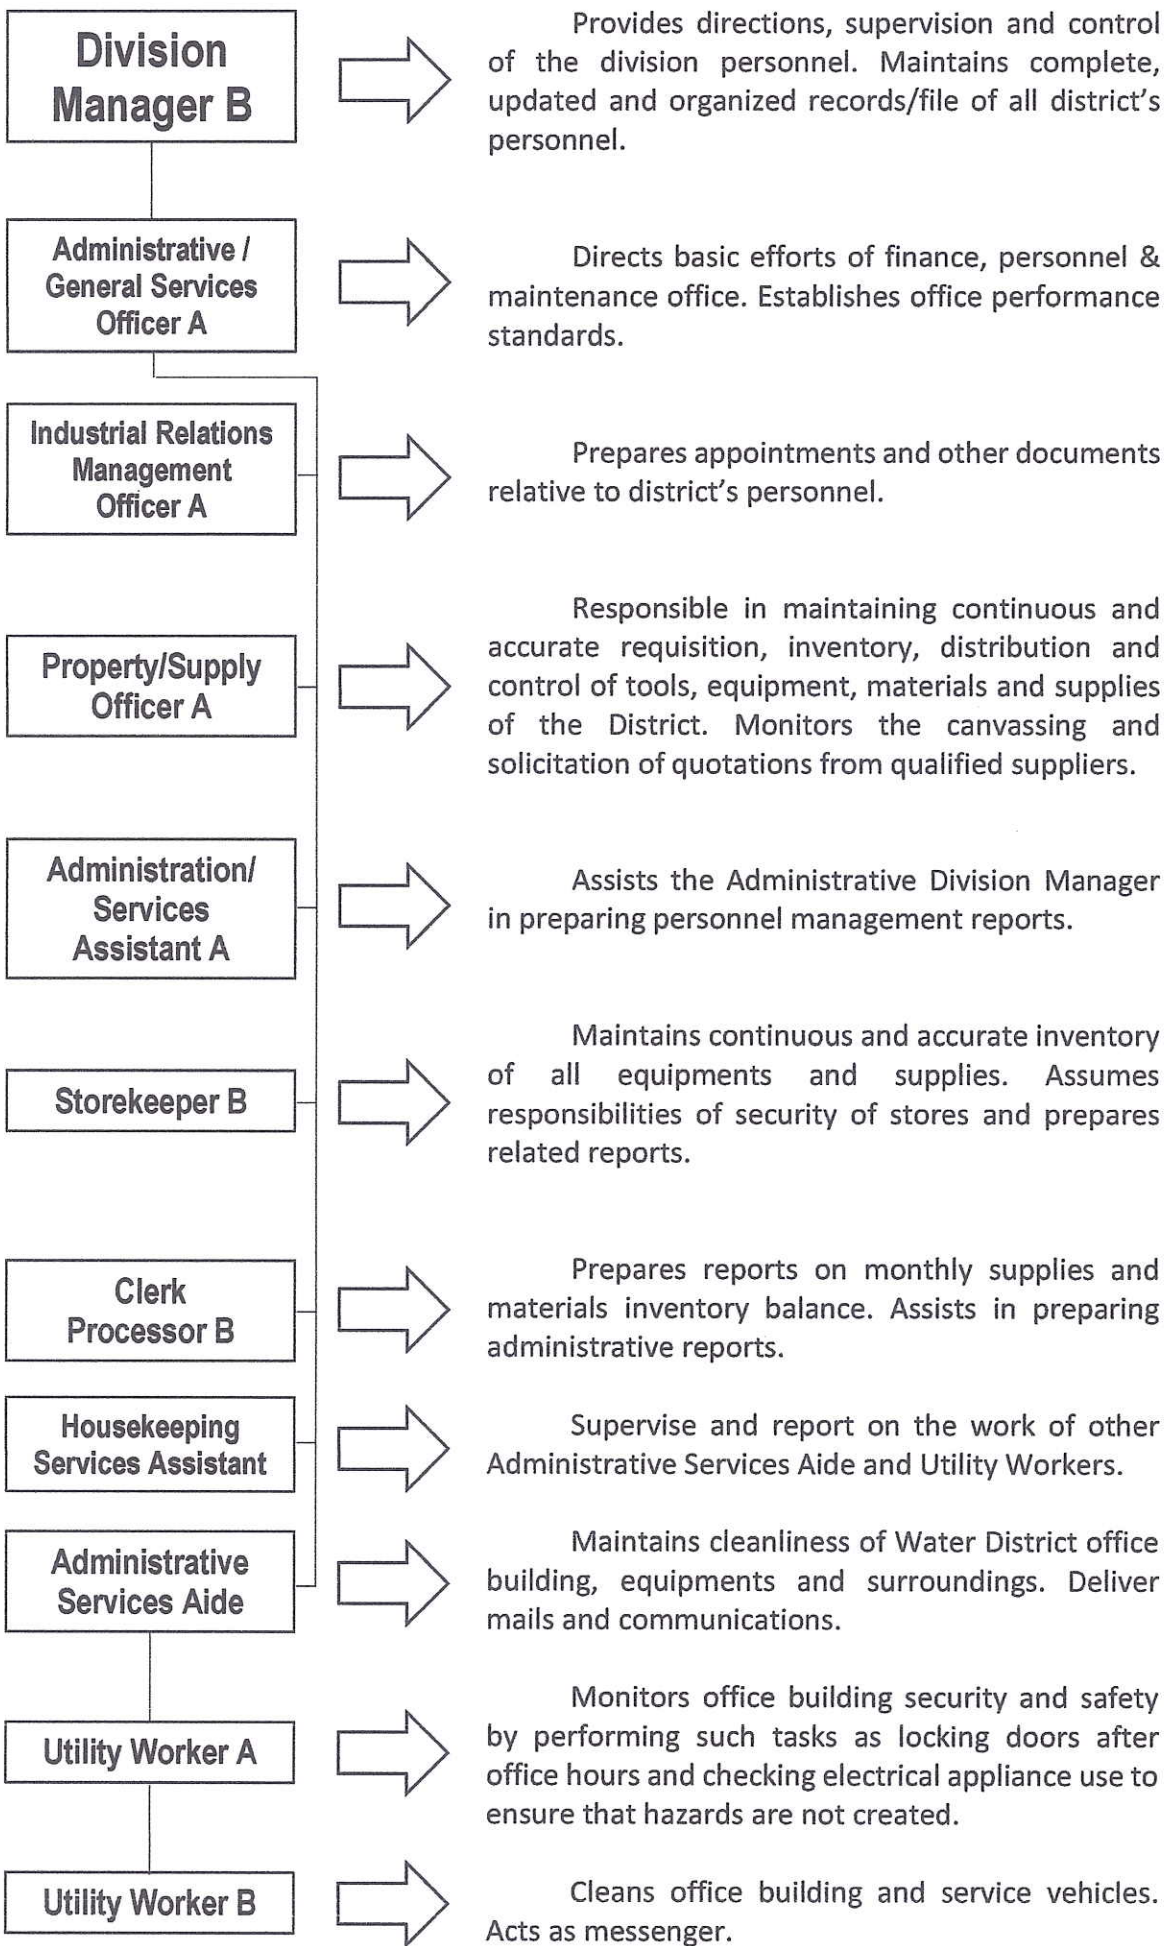 Division
Manager B
Provides directions, supervision and control
of the division personnel. Maintains complete,
updated and organized records/file of all district's
personnel.
Administrative /
General Services
Officer A
Directs basic efforts of finance, personnel &
maintenance office. Establishes office performance
standards.
Industrial Relations
Management
Officer A
Prepares appointments and other documents
relative to district's personnel.
Property/Supply
Officer A
Responsible in maintaining continuous and
accurate requisition, inventory, distribution and
control of tools, equipment, materials and supplies
of the District. Monitors the canvassing and
solicitation of quotations from qualified suppliers.
Administration/
Services
Assistant A
Assists the Administrative Division Manager
in preparing personnel management reports.
Storekeeper B
Maintains continuous and accurate inventory
of all equipments and supplies. Assumes
responsibilities of security of stores and prepares
related reports.
Clerk
Processor B
Prepares reports on monthly supplies and
materials inventory balance. Assists in preparing
administrative reports.
Housekeeping
Services Assistant
Supervise and report on the work of other
Administrative Services Aide and Utility Workers.
Administrative
Services Aide
Maintains cleanliness of Water District office
building, equipments and surroundings. Deliver
mails and communications.
Utility Worker A
Monitors office building security and safety
by performing such tasks as locking doors after
office hours and checking electrical appliance use to
ensure that hazards are not created.
Utility Worker B
Cleans office building and service vehicles.
Acts as messenger.